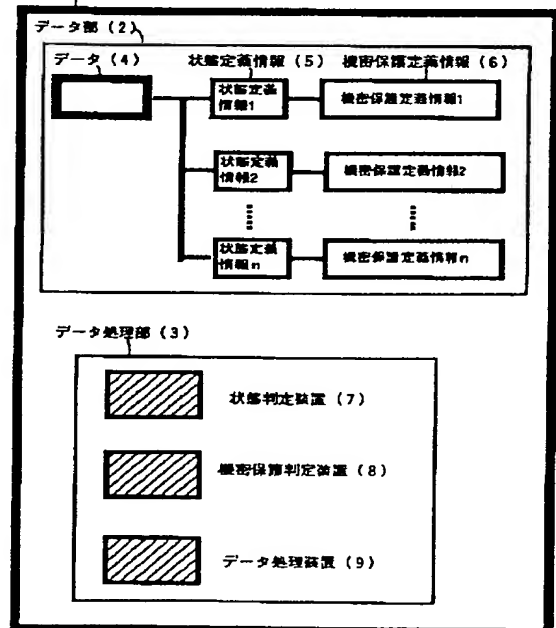 データ部（2）
データ（4） 状態定義情報（5） 機密保護定義情報（6）
状態定義
情報1
機密保護定義情報1
状態定義
情報2
機密保護定義情報2
状態定義
情報n
機密保護定義情報n
データ処理部（3）
状態判定装置（7）
機密保護判定装置（8）
データ処理装置（9）